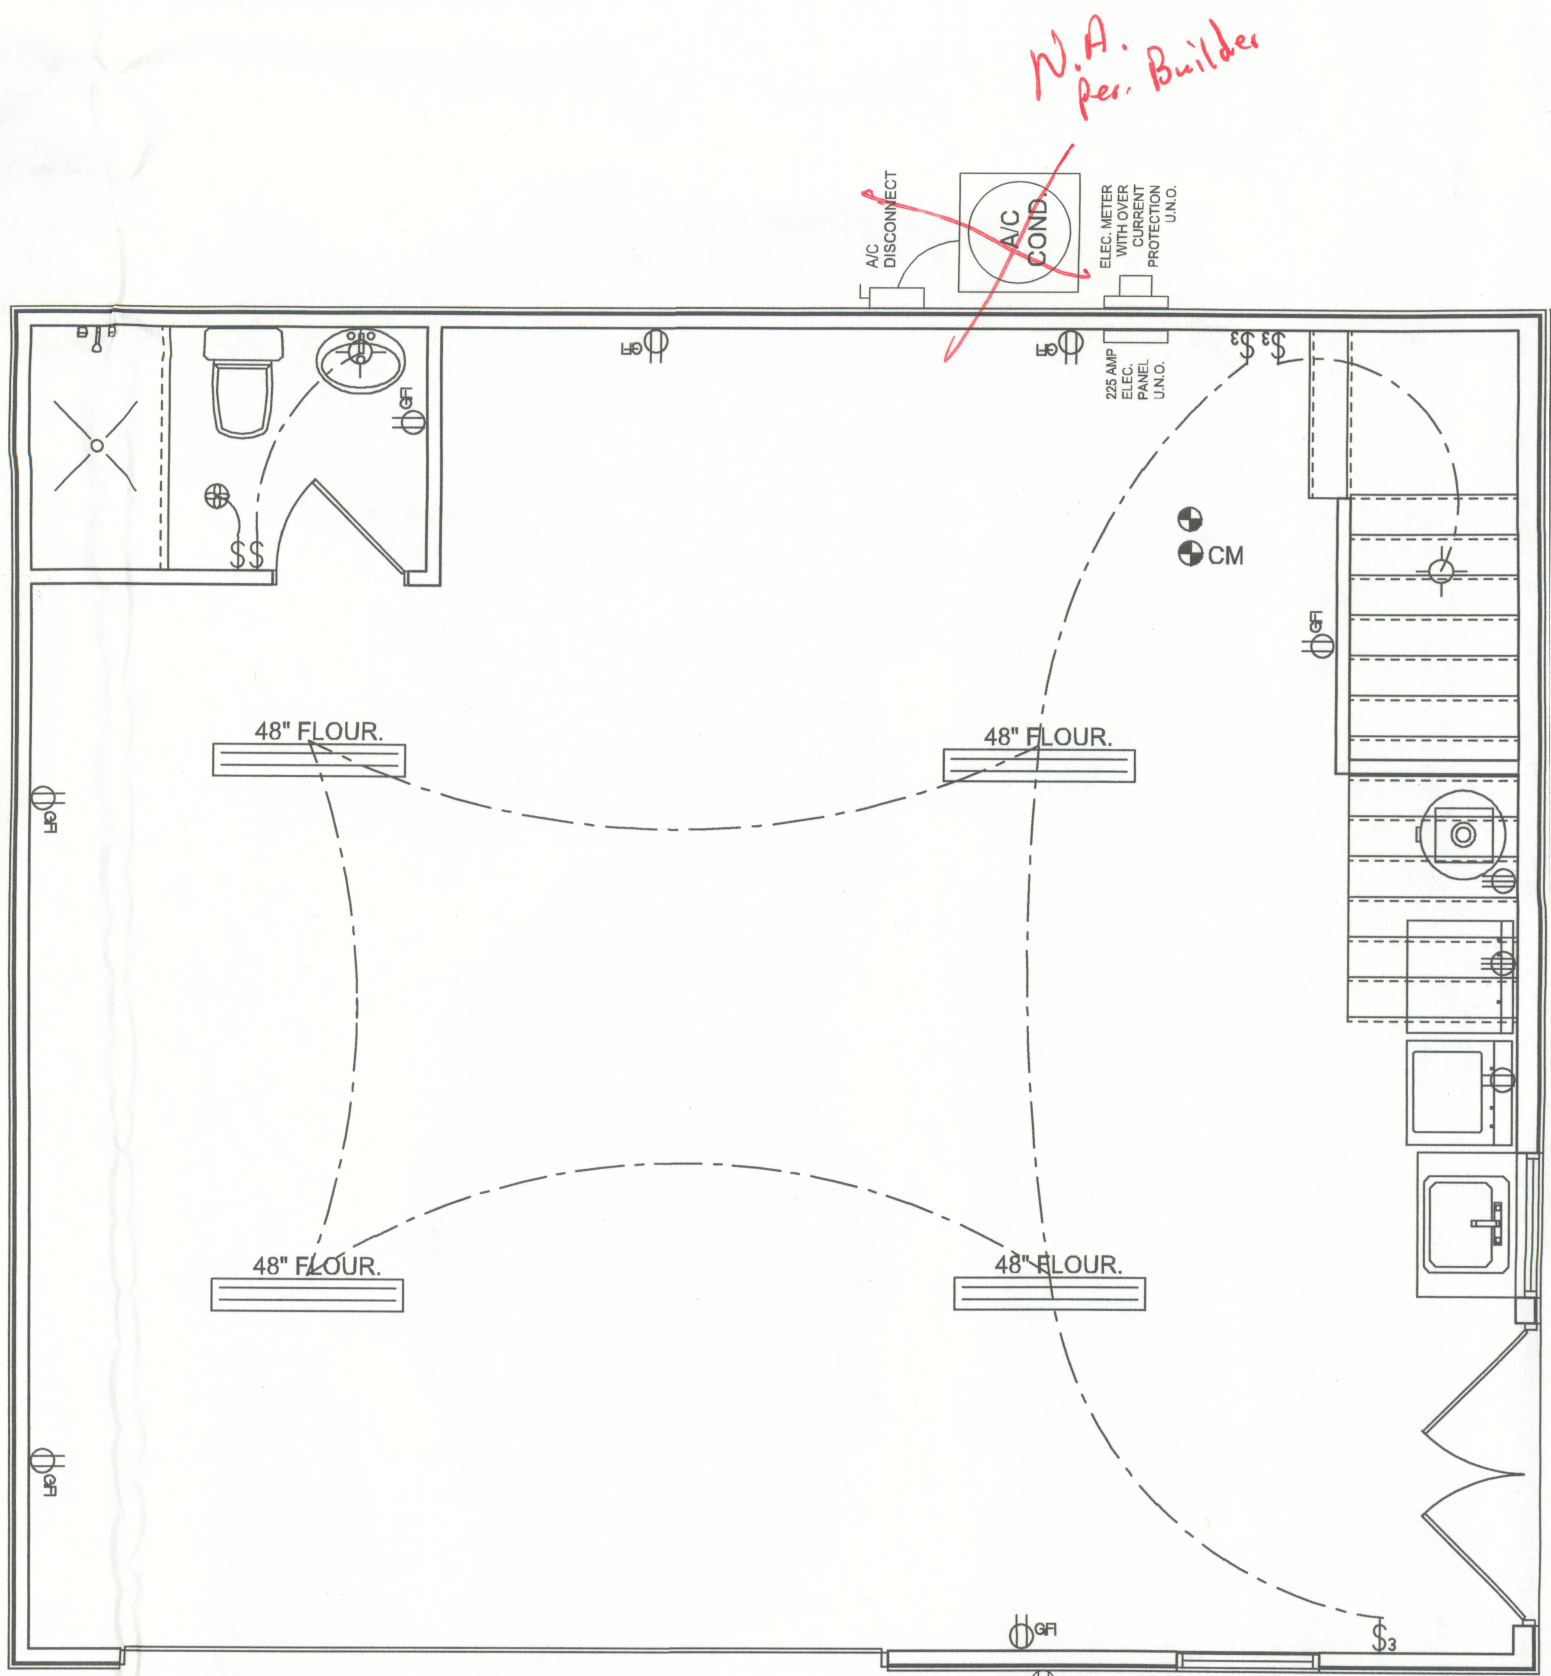 N.A.
Per. Builder
A/C
DISCONNECT
A/C
COND.
ELEC. METER
WITH OVER
CURRENT
PROTECTION
U.N.O.
225 AMP
ELEC.
PANEL
U.N.O.
GFI
GFI
GFI
$3 $3
$$
CM
GFI
48" FLOUR.
48" FLOUR.
GFI
48" FLOUR.
48" FLOUR.
GFI
GFI
$3